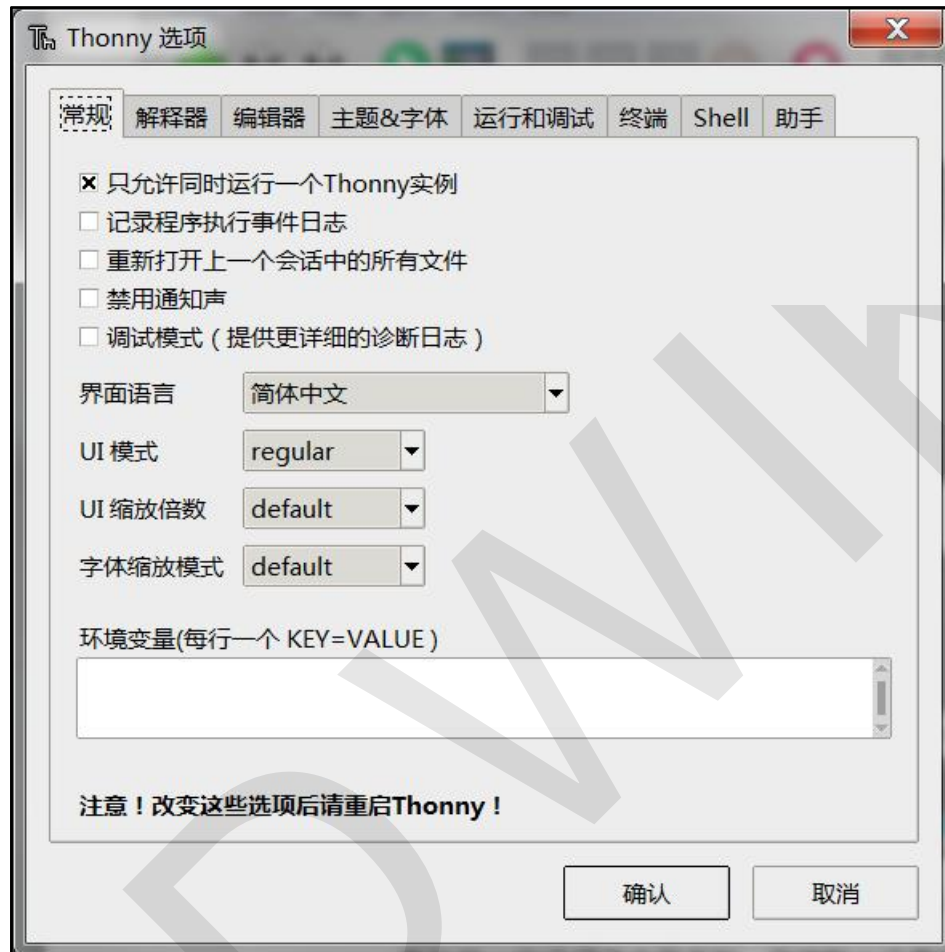 Thonny 选项
常规 解释器 编辑器 主题&字体 运行和调试 终端 Shell 助手
只允许同时运行一个Thonny实例
记录程序执行事件日志
重新打开上一个会话中的所有文件
禁用通知声
调试模式（提供更详细的诊断日志）
界面语言 简体中文
UI 模式 regular
UI 缩放倍数 default
字体缩放模式 default
环境变量(每行一个 KEY=VALUE）
注意！改变这些选项后请重启Thonny！
确认 取消